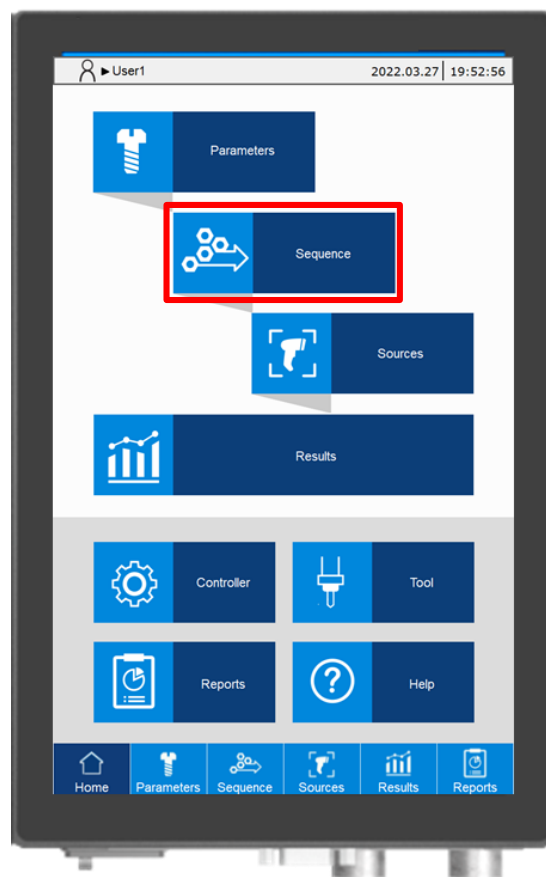 ►User1 2022.03.27 19:52:56
Parameters
Sequence
Sources
Results
Controller Tool
Reports Help
Home Parameters Sequence Sources Results Reports